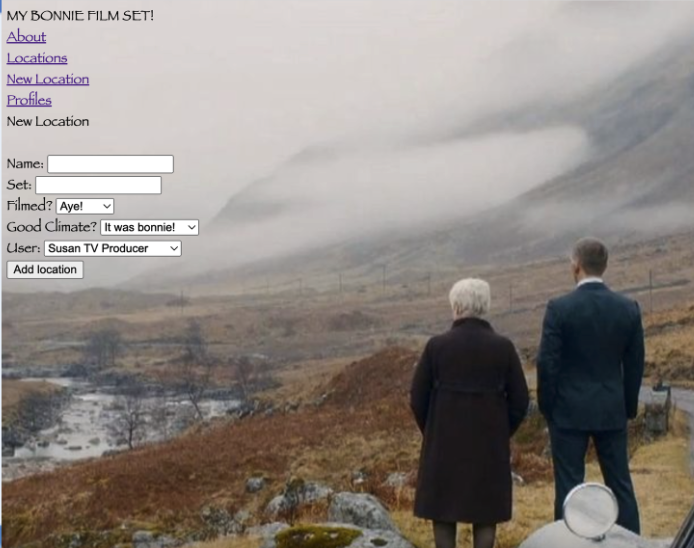 MY BONNIE FILM SET!
About
Locations
New Location
Profiles
New Location
Name:
Set:
Filmed? Aye!
Good Climate? It was bonnie!
User: Susan TV Producer
Add location